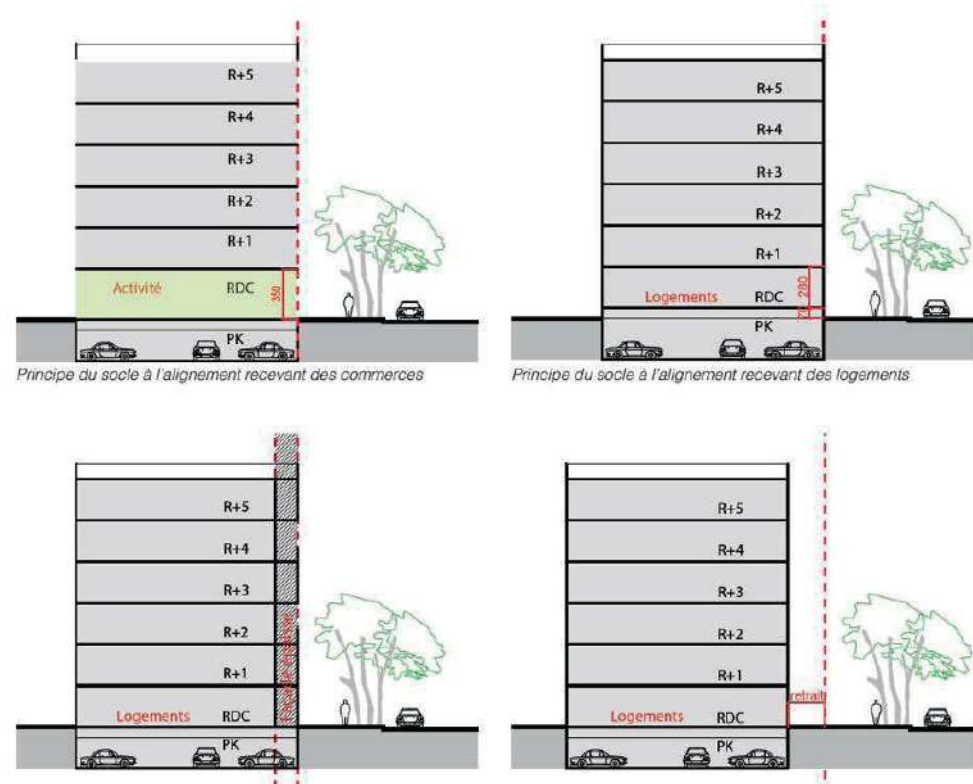 R+5
R+4
R+3
R+2
R+1
Activité RDC
350
PK
Principe du socle à l'alignement recevant des commerces
R+5
R+4
R+3
R+2
R+1
Logements RDC
280
70
PK
Principe du socle à l'alignement recevant des logements
R+5
R+4
R+3
R+2
R+1
Logements RDC
PK
R+5
R+4
R+3
R+2
R+1
retrait
Logements RDC
PK